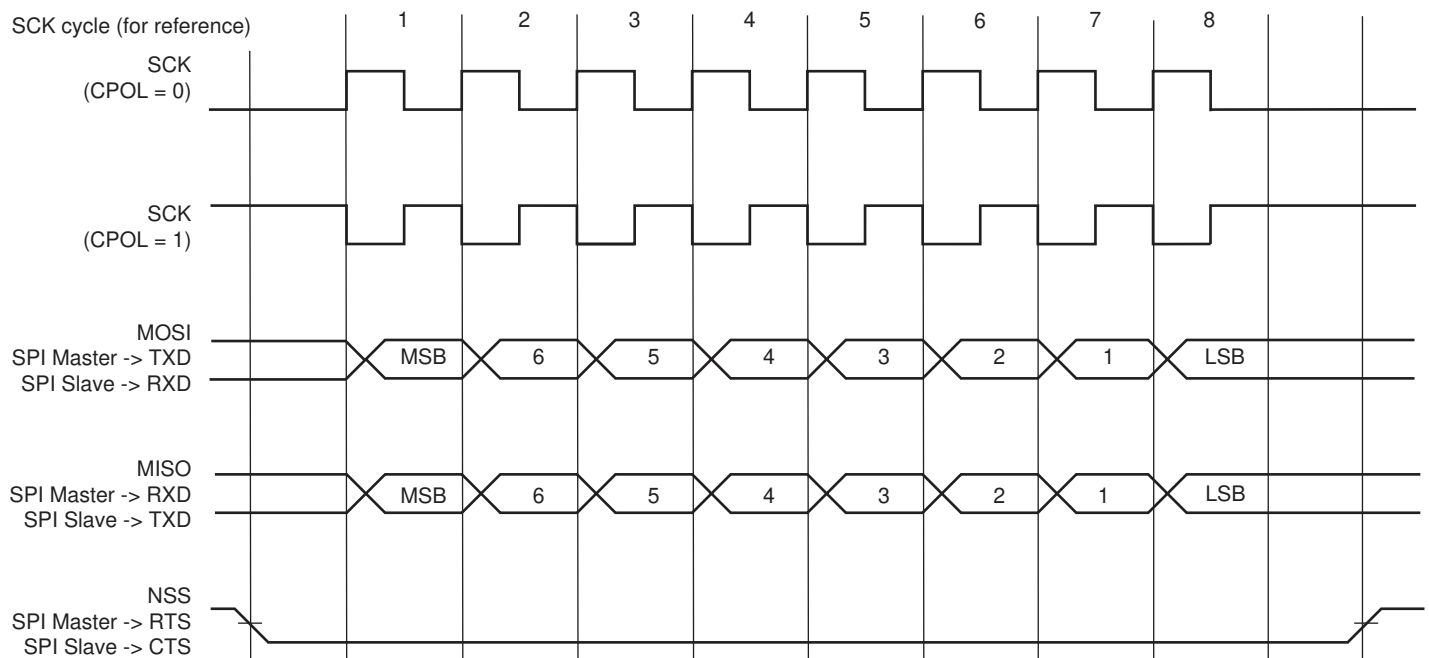 SCK cycle (for reference)
1 2 3 4 5 6 7 8
SCK
(CPOL = 0)
SCK
(CPOL = 1)
MOSI
SPI Master -> TXD
SPI Slave -> RXD
MSB 6 5 4 3 2 1 LSB
MISO
SPI Master -> RXD
SPI Slave -> TXD
MSB 6 5 4 3 2 1 LSB
NSS
SPI Master -> RTS
SPI Slave -> CTS